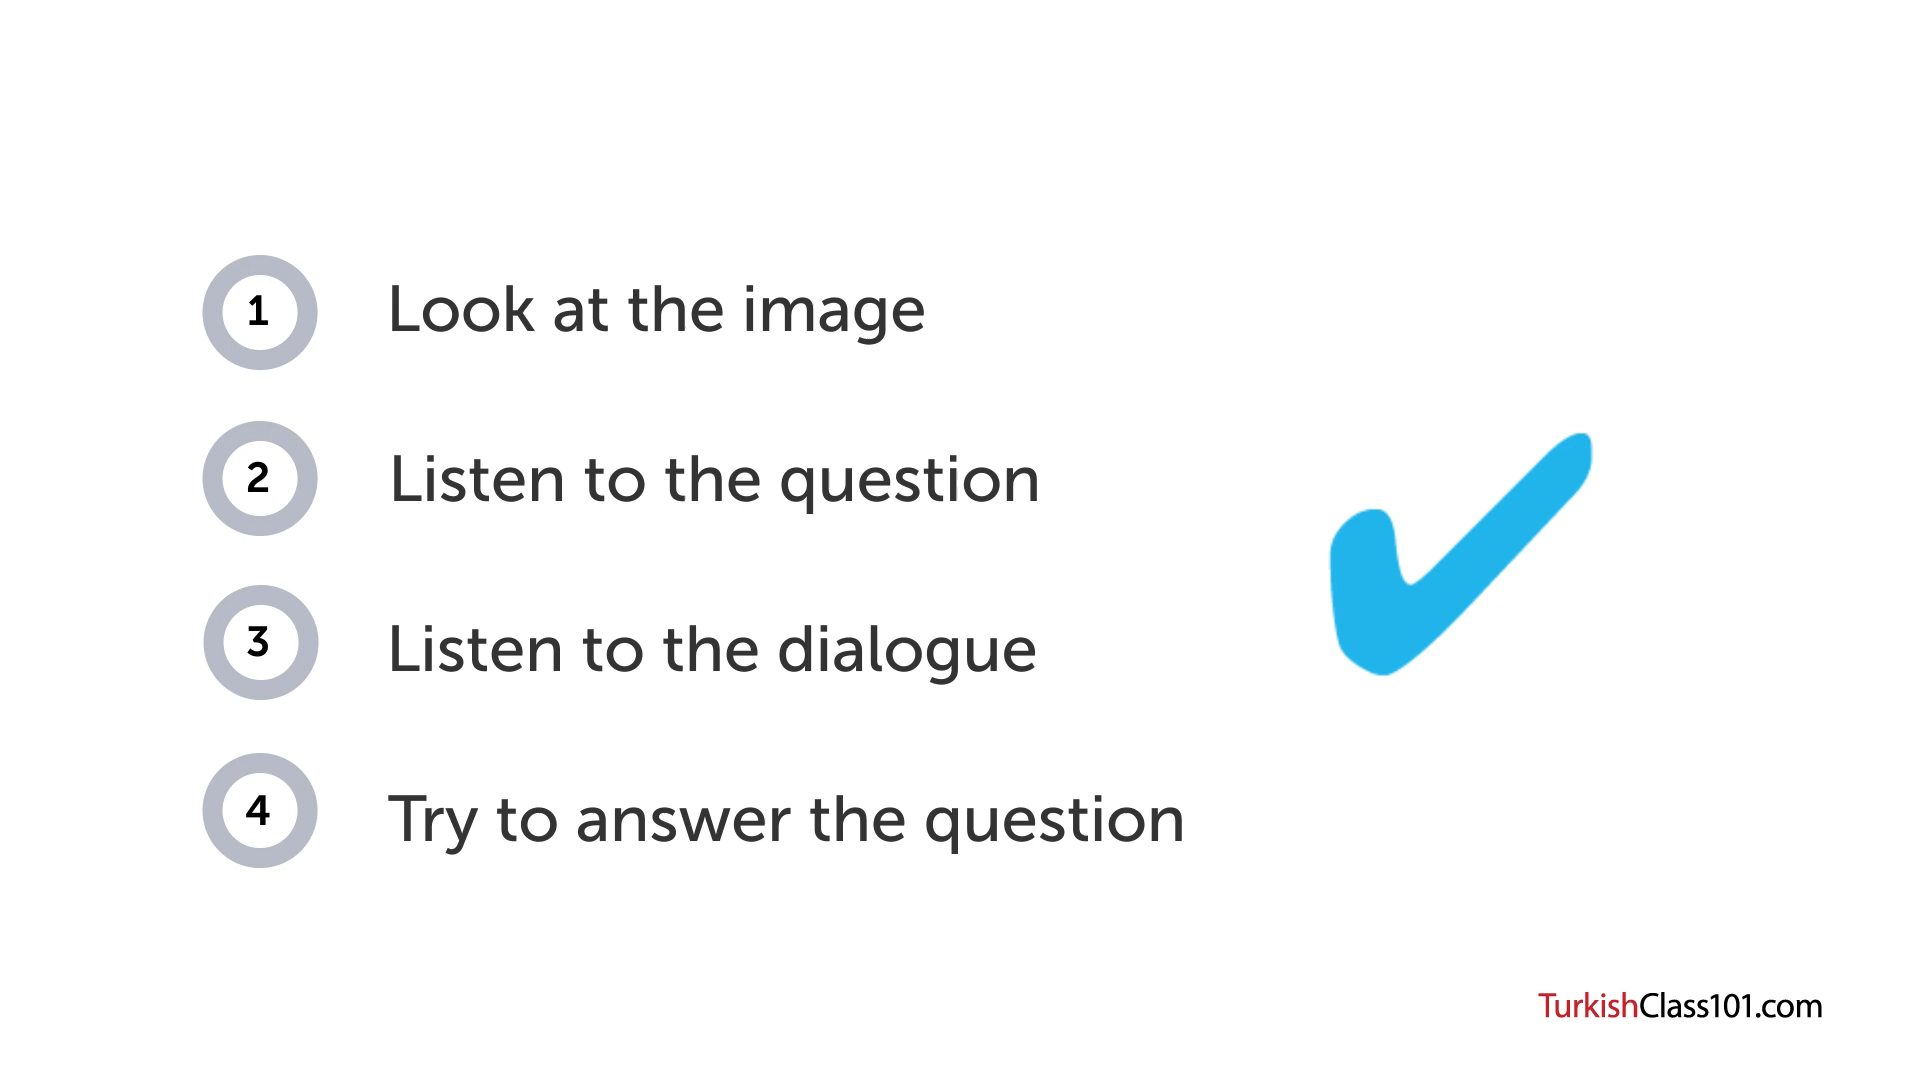 1 Look at the image
2 Listen to the question
3 Listen to the dialogue
4 Try to answer the question
TurkishClass101.com